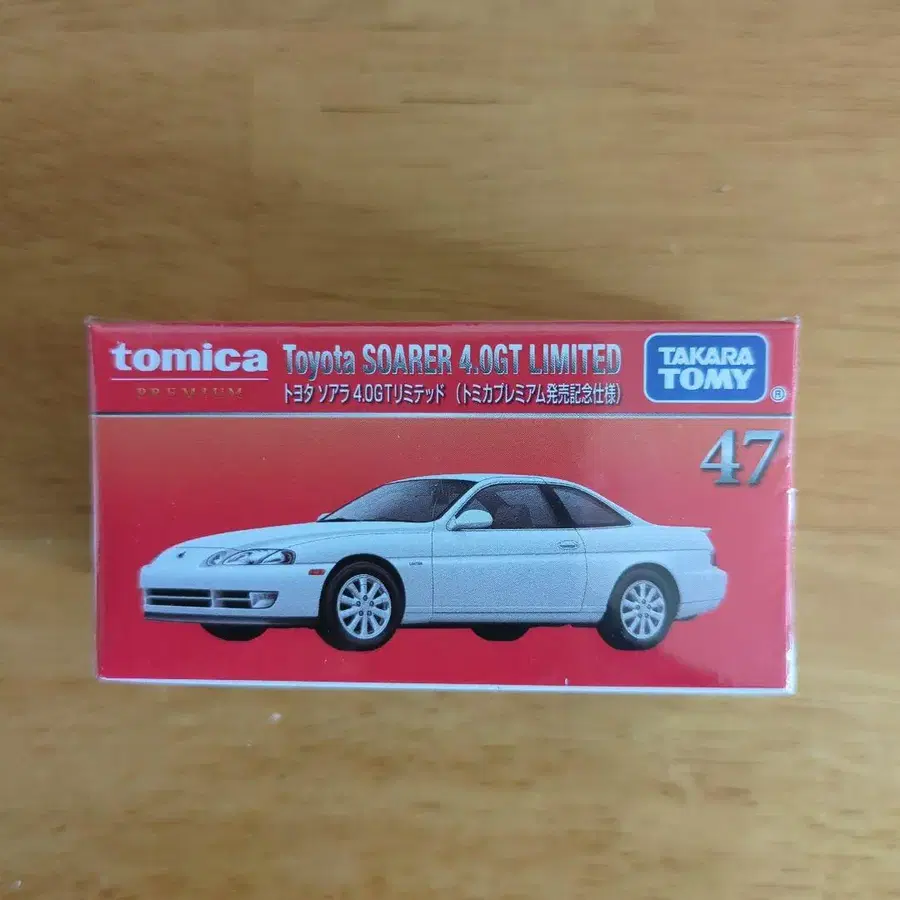 tomica
PREMIUM
Toyota SOARER 4.0GT LIMITED
トヨタ ソアラ 4.0GTリミテッド （トミカプレミアム発売記念仕様）
TAKARA
TOMY
®
47